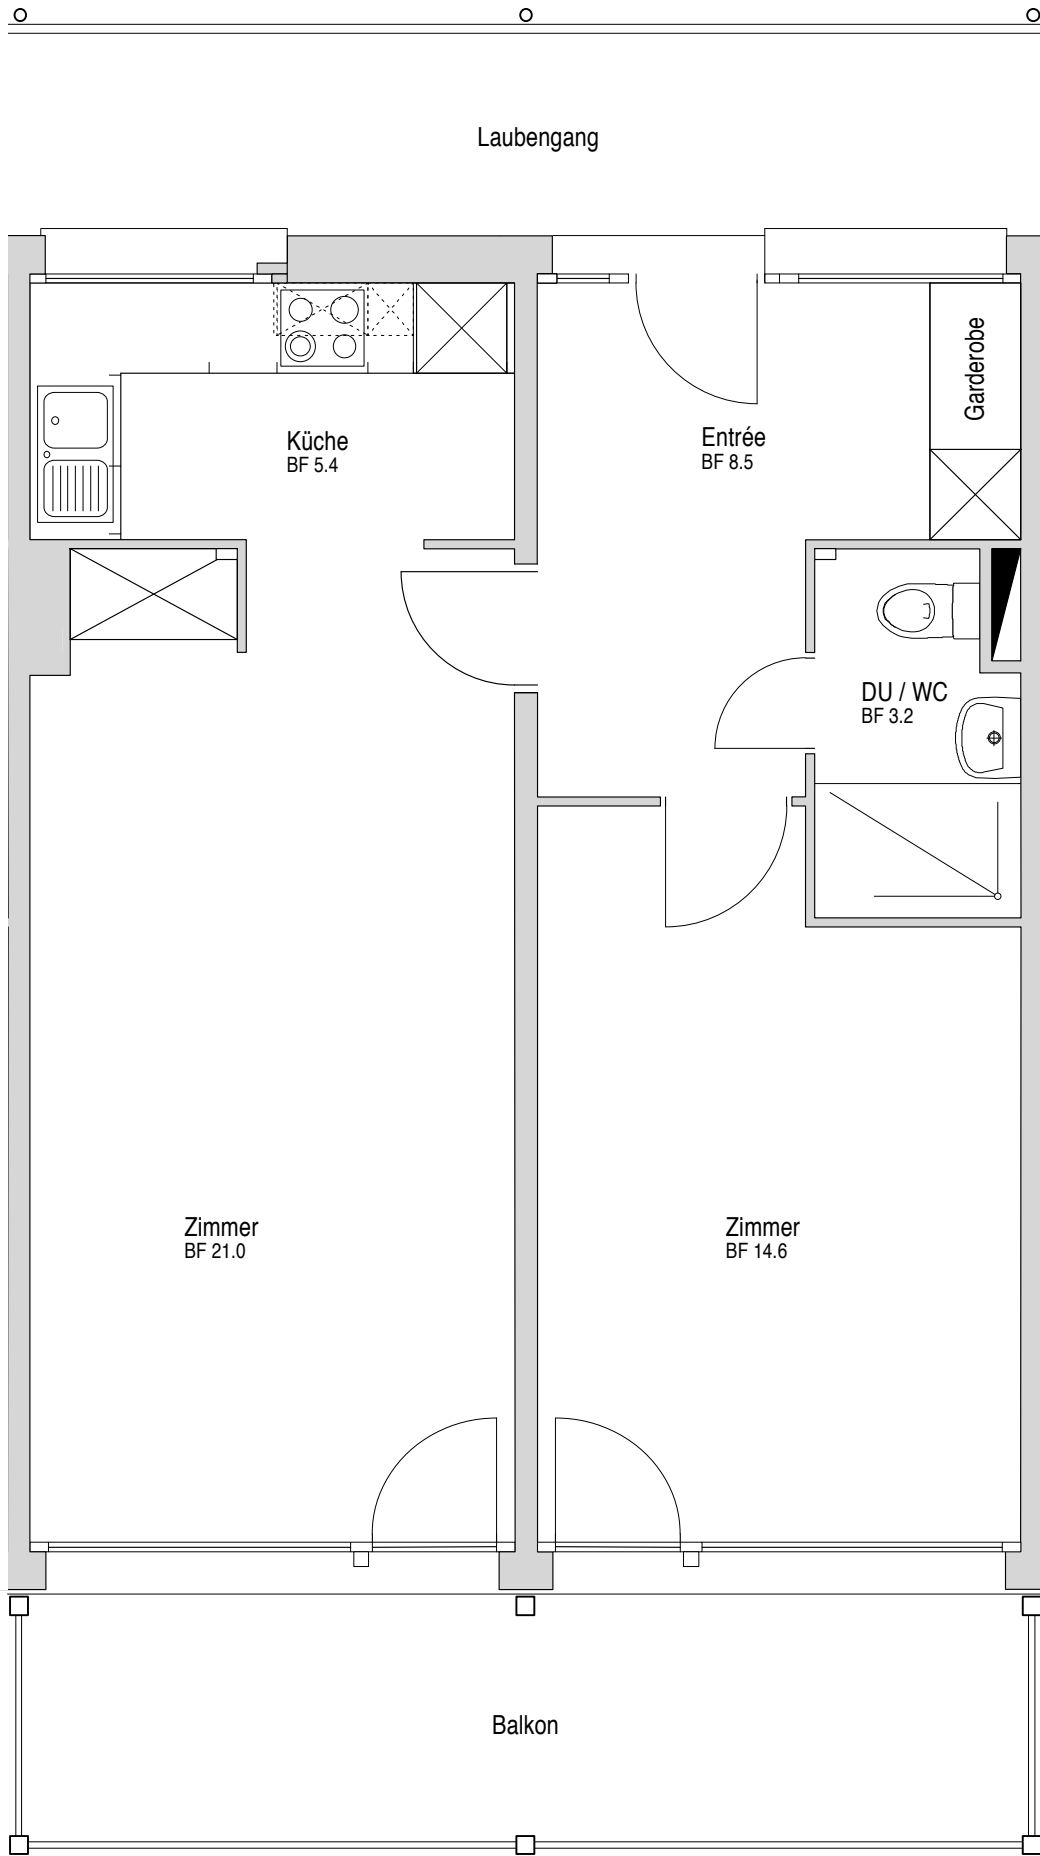 Laubengang
Garderobe
Küche
BF 5.4
Entrée
BF 8.5
DU / WC
BF 3.2
Zimmer
BF 21.0
Zimmer
BF 14.6
Balkon